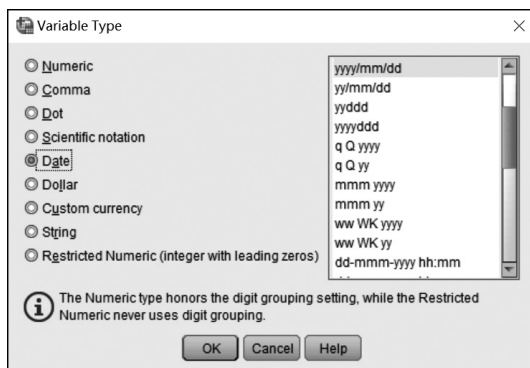 Variable Type
Numeric
Comma
Dot
Scientific notation
Date
Dollar
Custom currency
String
Restricted Numeric (integer with leading zeros)
yyyy/mm/dd
yy/mm/dd
yyddd
yyyyddd
q Q yyyy
q Q yy
mmm yyyy
mmm yy
ww WK yyyy
ww WK yy
dd-mmm-yyyy hh:mm
The Numeric type honors the digit grouping setting, while the Restricted
Numeric never uses digit grouping.
OK Cancel Help